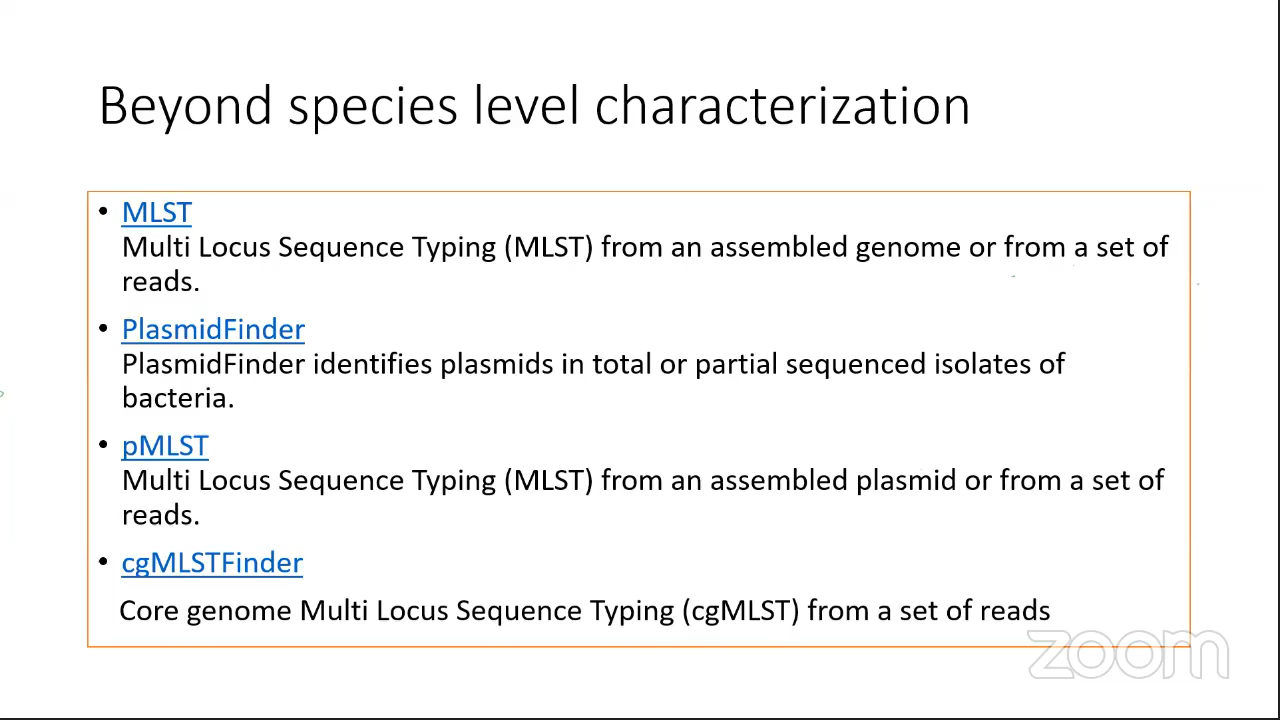 Beyond species level characterization
• MLST
Multi Locus Sequence Typing (MLST) from an assembled genome or from a set of
reads.
• PlasmidFinder
PlasmidFinder identifies plasmids in total or partial sequenced isolates of
bacteria.
• pMLST
Multi Locus Sequence Typing (MLST) from an assembled plasmid or from a set of
reads.
• cgMLSTFinder
Core genome Multi Locus Sequence Typing (cgMLST) from a set of reads
zoom